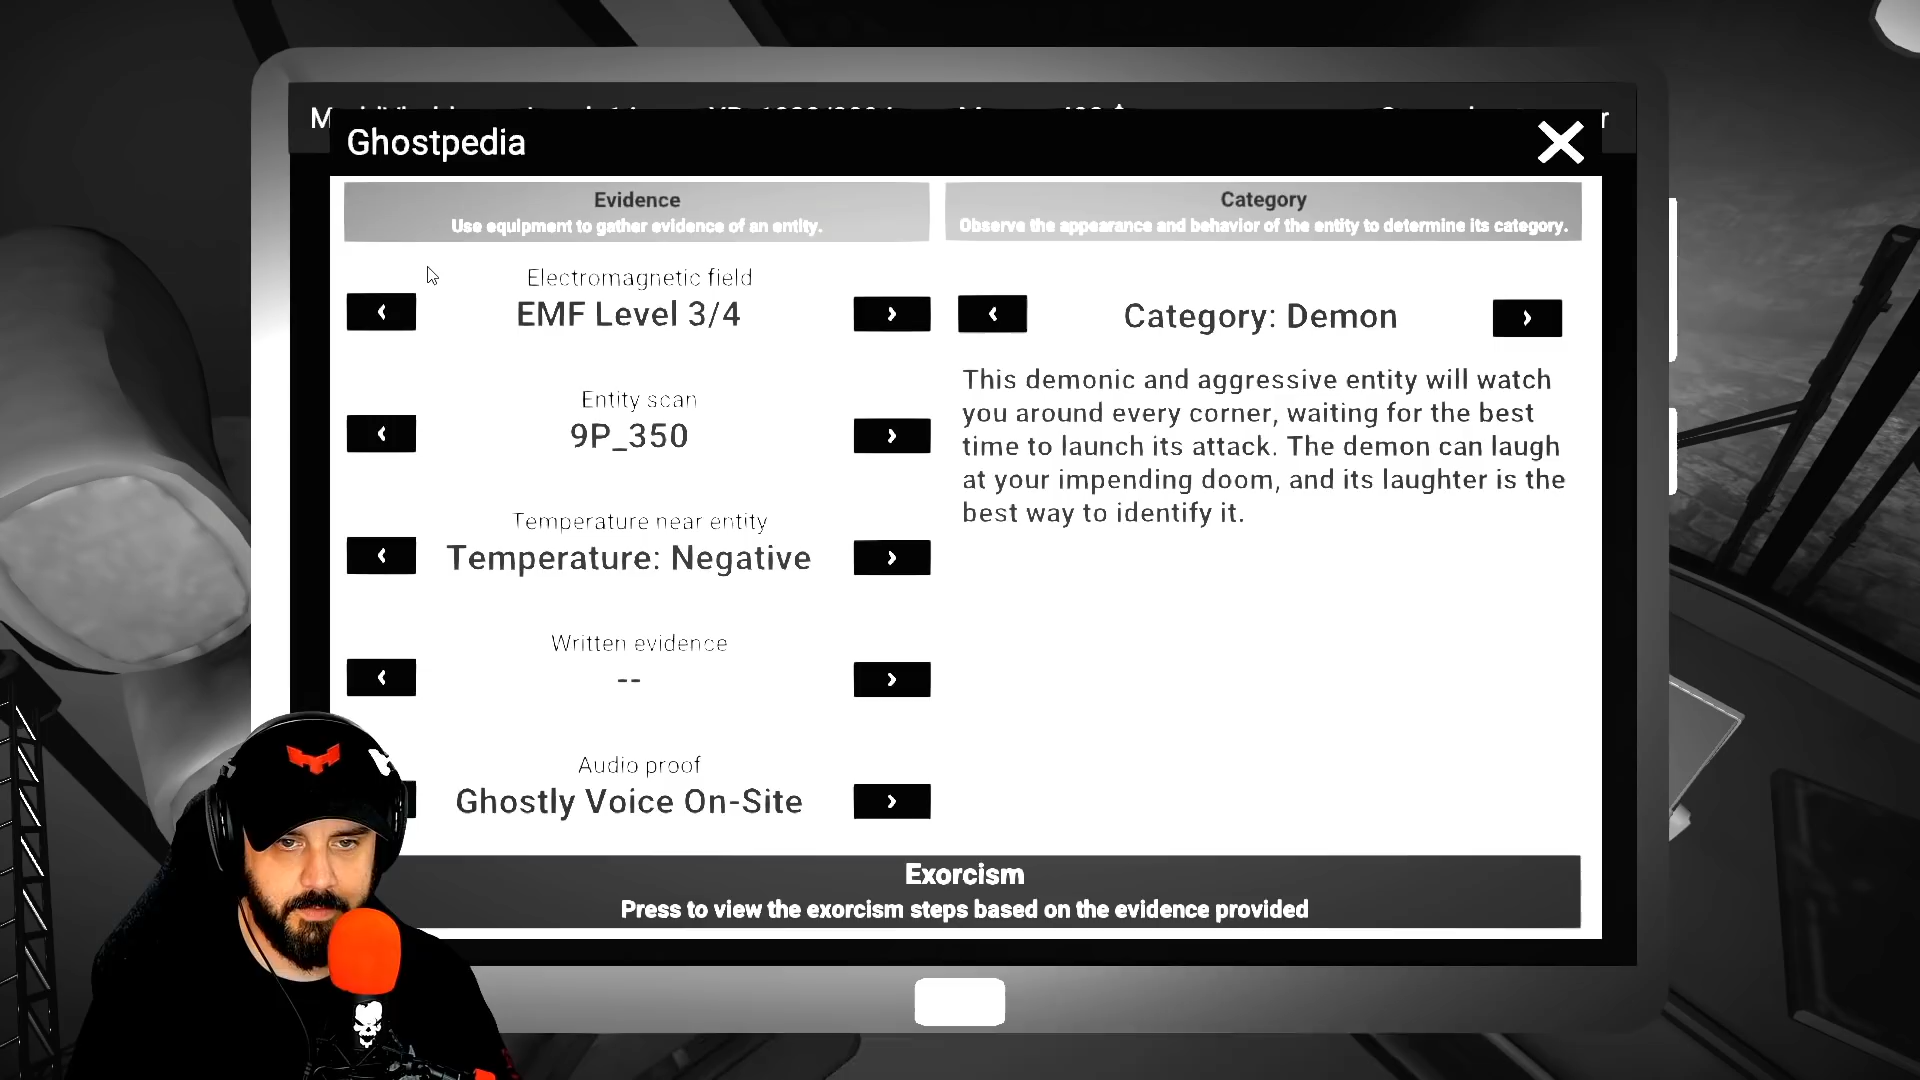 Ghostpedia
Evidence
Use equipment to gather evidence of an entity.
Category
Observe the appearance and behavior of the entity to determine its category.
Electromagnetic field
EMF Level 3/4
Category: Demon
This demonic and aggressive entity will watch
you around every corner, waiting for the best
time to launch its attack. The demon can laugh
at your impending doom, and its laughter is the
best way to identify it.
Entity scan
9P_350
Temperature near entity
Temperature: Negative
Written evidence
--
Audio proof
Ghostly Voice On-Site
Exorcism
Press to view the exorcism steps based on the evidence provided